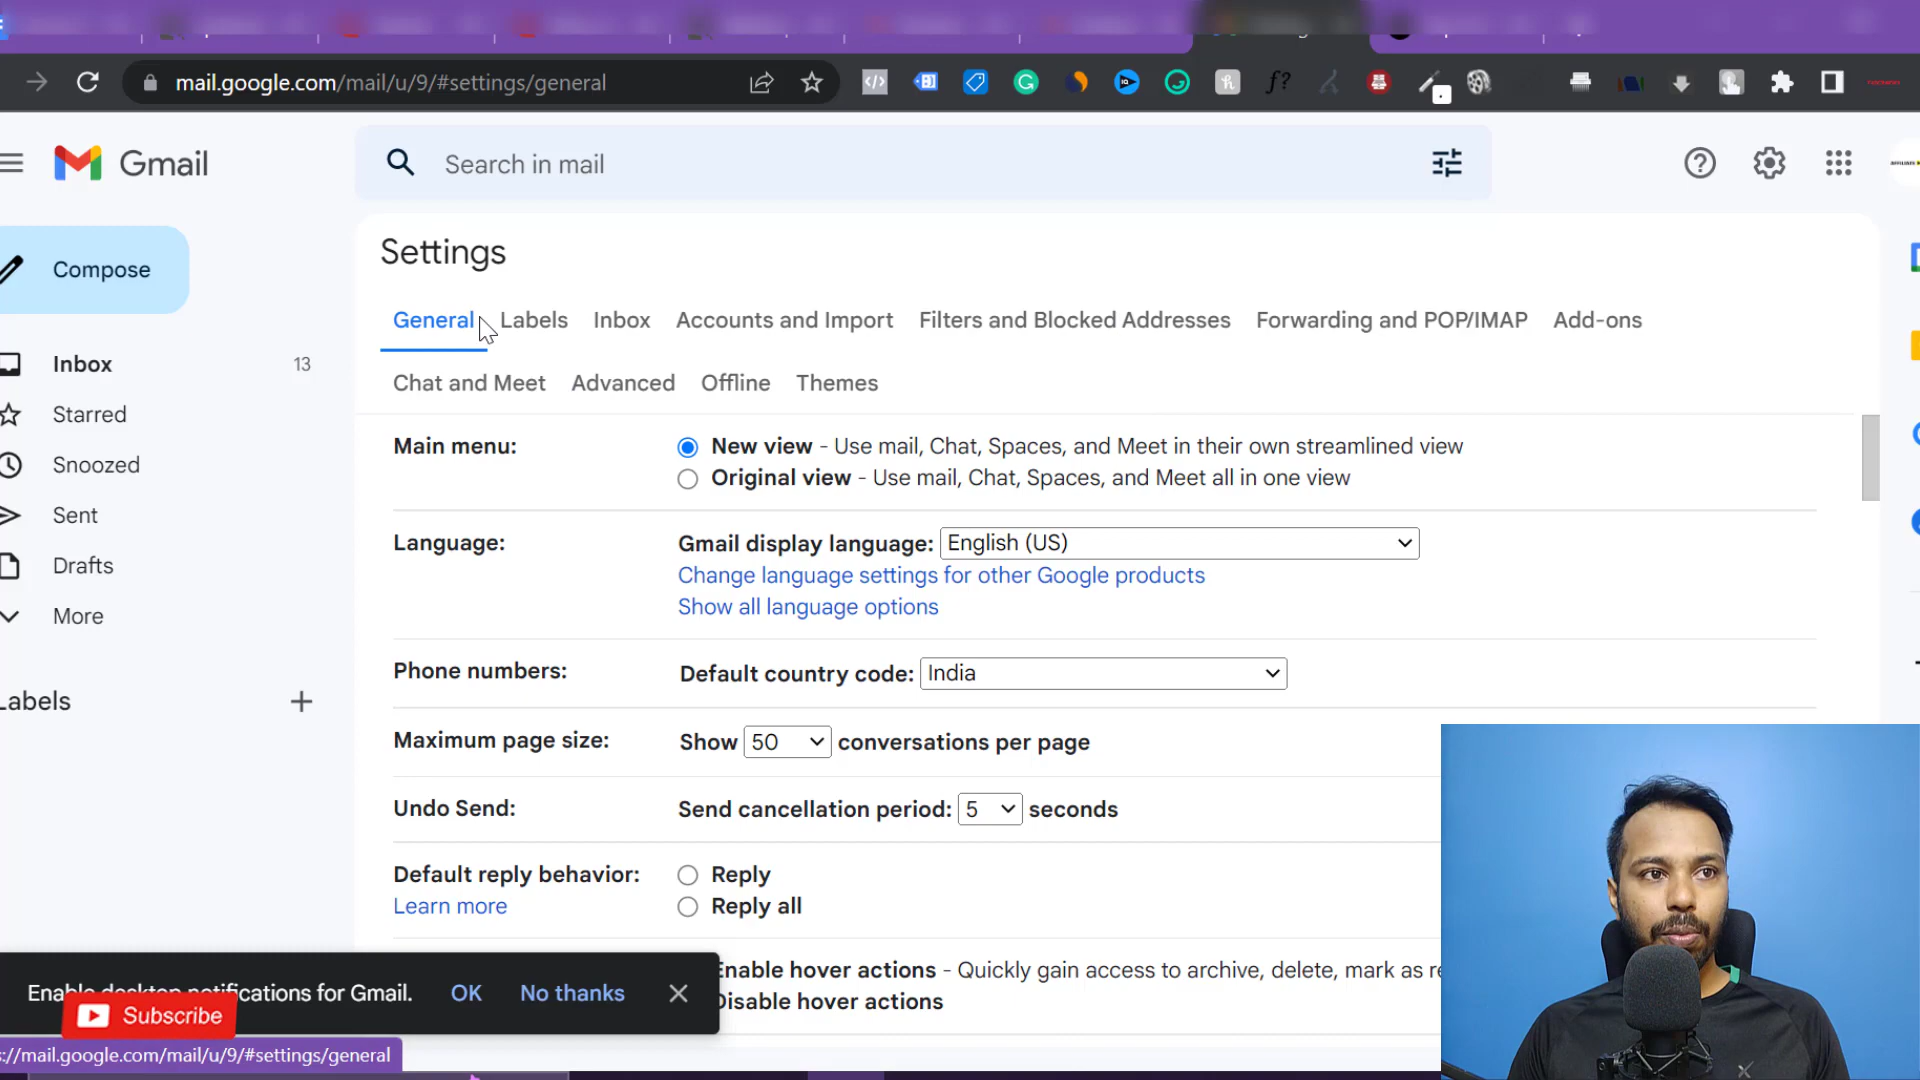 mail.google.com/mail/u/9/#settings/general
Gmail
Search in mail
Compose
Settings
General Labels Inbox Accounts and Import Filters and Blocked Addresses Forwarding and POP/IMAP Add-ons
Chat and Meet Advanced Offline Themes
Inbox 13
Starred
Snoozed
Sent
Drafts
More
Labels
Main menu: New view - Use mail, Chat, Spaces, and Meet in their own streamlined view
Original view - Use mail, Chat, Spaces, and Meet all in one view
Language: Gmail display language: English (US)
Change language settings for other Google products
Show all language options
Phone numbers: Default country code: India
Maximum page size: Show 50 conversations per page
Undo Send: Send cancellation period: 5 seconds
Default reply behavior: Reply
Learn more Reply all
Enable hover actions - Quickly gain access to archive, delete, mark as re
Disable hover actions
Enable desktop notifications for Gmail. OK No thanks
Subscribe
s://mail.google.com/mail/u/9/#settings/general